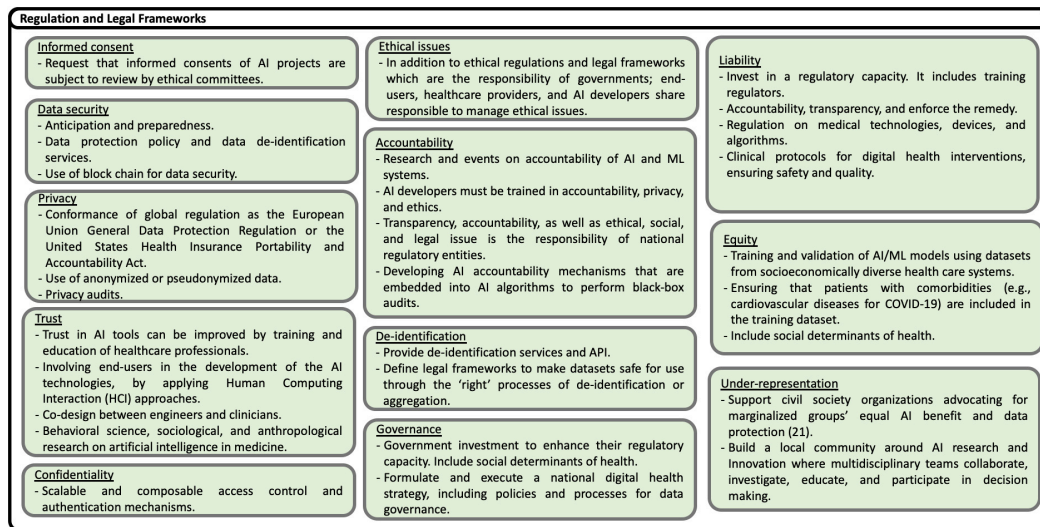 Regulation and Legal Frameworks
Informed consent
- Request that informed consents of AI projects are
subject to review by ethical committees.
Data security
- Anticipation and preparedness.
- Data protection policy and data de-identification
services.
- Use of block chain for data security.
Privacy
- Conformance of global regulation as the European
Union General Data Protection Regulation or the
United States Health Insurance Portability and
Accountability Act.
- Use of anonymized or pseudonymized data.
- Privacy audits.
Trust
- Trust in AI tools can be improved by training and
education of healthcare professionals.
- Involving end-users in the development of the AI
technologies, by applying Human Computing
Interaction (HCI) approaches.
- Co-design between engineers and clinicians.
- Behavioral science, sociological, and anthropological
research on artificial intelligence in medicine.
Confidentiality
- Scalable and composable access control and
authentication mechanisms.
Ethical issues
- In addition to ethical regulations and legal frameworks
which are the responsibility of governments; end-
users, healthcare providers, and AI developers share
responsible to manage ethical issues.
Accountability
- Research and events on accountability of AI and ML
systems.
- AI developers must be trained in accountability, privacy,
and ethics.
- Transparency, accountability, as well as ethical, social,
and legal issue is the responsibility of national
regulatory entities.
- Developing AI accountability mechanisms that are
embedded into AI algorithms to perform black-box
audits.
De-identification
- Provide de-identification services and API.
- Define legal frameworks to make datasets safe for use
through the ‘right’ processes of de-identification or
aggregation.
Governance
- Government investment to enhance their regulatory
capacity. Include social determinants of health.
- Formulate and execute a national digital health
strategy, including policies and processes for data
governance.
Liability
- Invest in a regulatory capacity. It includes training
regulators.
- Accountability, transparency, and enforce the remedy.
- Regulation on medical technologies, devices, and
algorithms.
- Clinical protocols for digital health interventions,
ensuring safety and quality.
Equity
- Training and validation of AI/ML models using datasets
from socioeconomically diverse health care systems.
- Ensuring that patients with comorbidities (e.g.,
cardiovascular diseases for COVID-19) are included in
the training dataset.
- Include social determinants of health.
Under-representation
- Support civil society organizations advocating for
marginalized groups’ equal AI benefit and data
protection (21).
- Build a local community around AI research and
Innovation where multidisciplinary teams collaborate,
investigate, educate, and participate in decision
making.